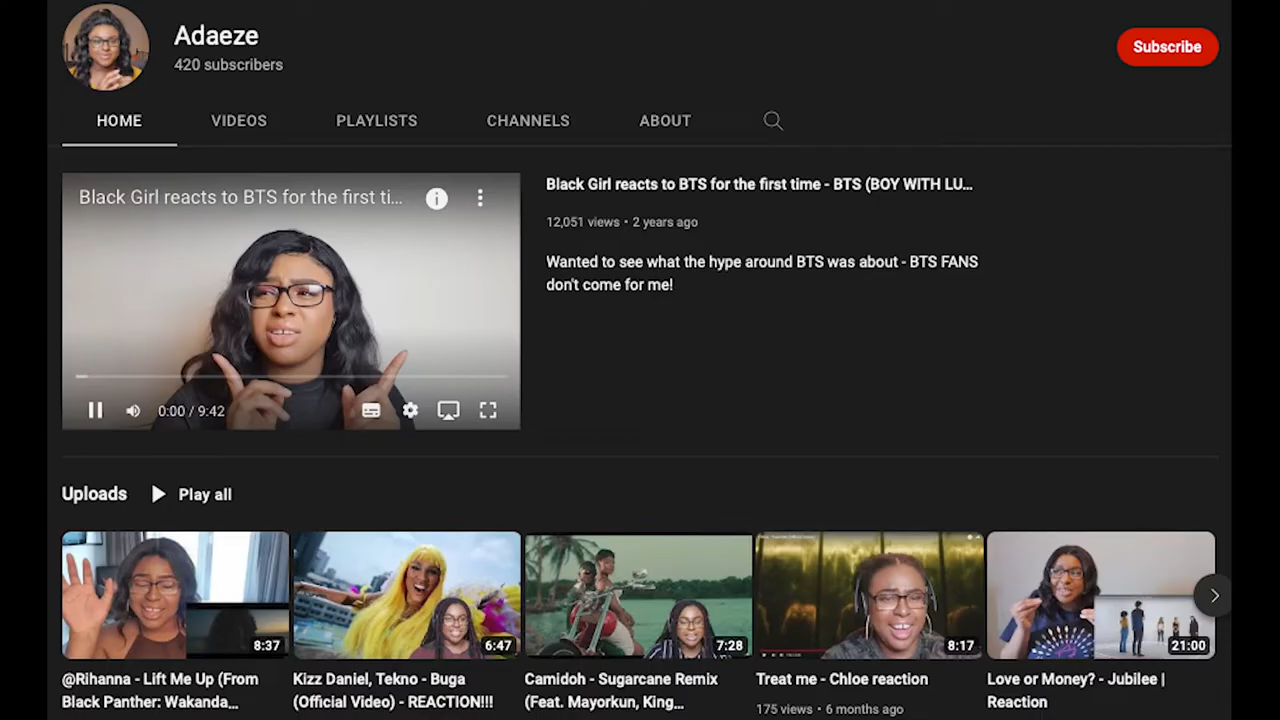 Adaeze
420 subscribers
Subscribe
HOME
VIDEOS
PLAYLISTS
CHANNELS
ABOUT
Black Girl reacts to BTS for the first ti...
0:00 / 9:42
Black Girl reacts to BTS for the first time - BTS (BOY WITH LU...
12,051 views • 2 years ago
Wanted to see what the hype around BTS was about - BTS FANS
don't come for me!
Uploads
Play all
8:37
6:47
7:28
8:17
21:00
@Rihanna - Lift Me Up (From
Black Panther: Wakanda...
Kizz Daniel, Tekno - Buga
(Official Video) - REACTION!!!
Camidoh - Sugarcane Remix
(Feat. Mayorkun, King...
Treat me - Chloe reaction
175 views • 6 months ago
Love or Money? - Jubilee |
Reaction